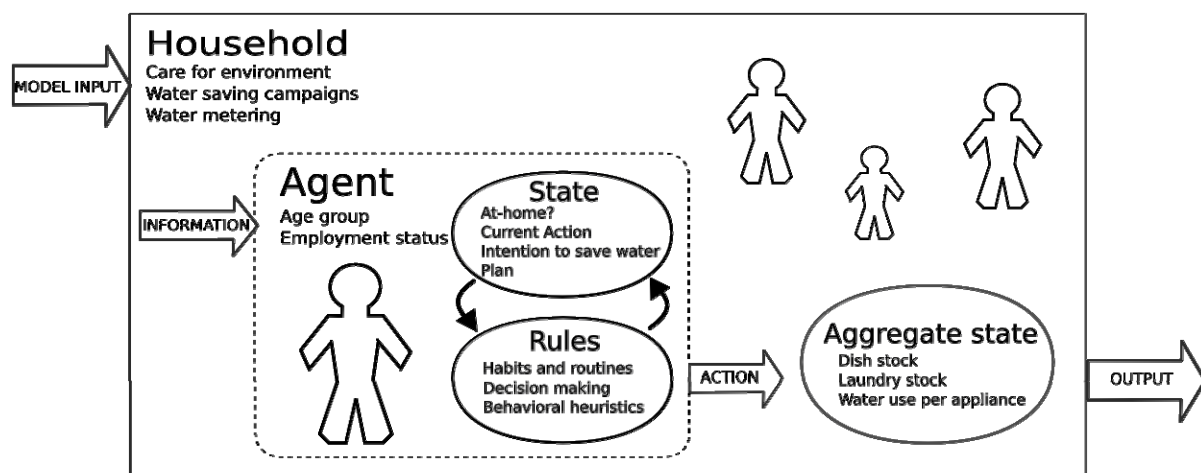 Household
Care for environment
Water saving campaigns
Water metering
MODEL INPUT
Agent
Age group
Employment status
INFORMATION
State
At-home?
Current Action
Intention to save water
Plan
Rules
Habits and routines
Decision making
Behavioral heuristics
ACTION
Aggregate state
Dish stock
Laundry stock
Water use per appliance
OUTPUT